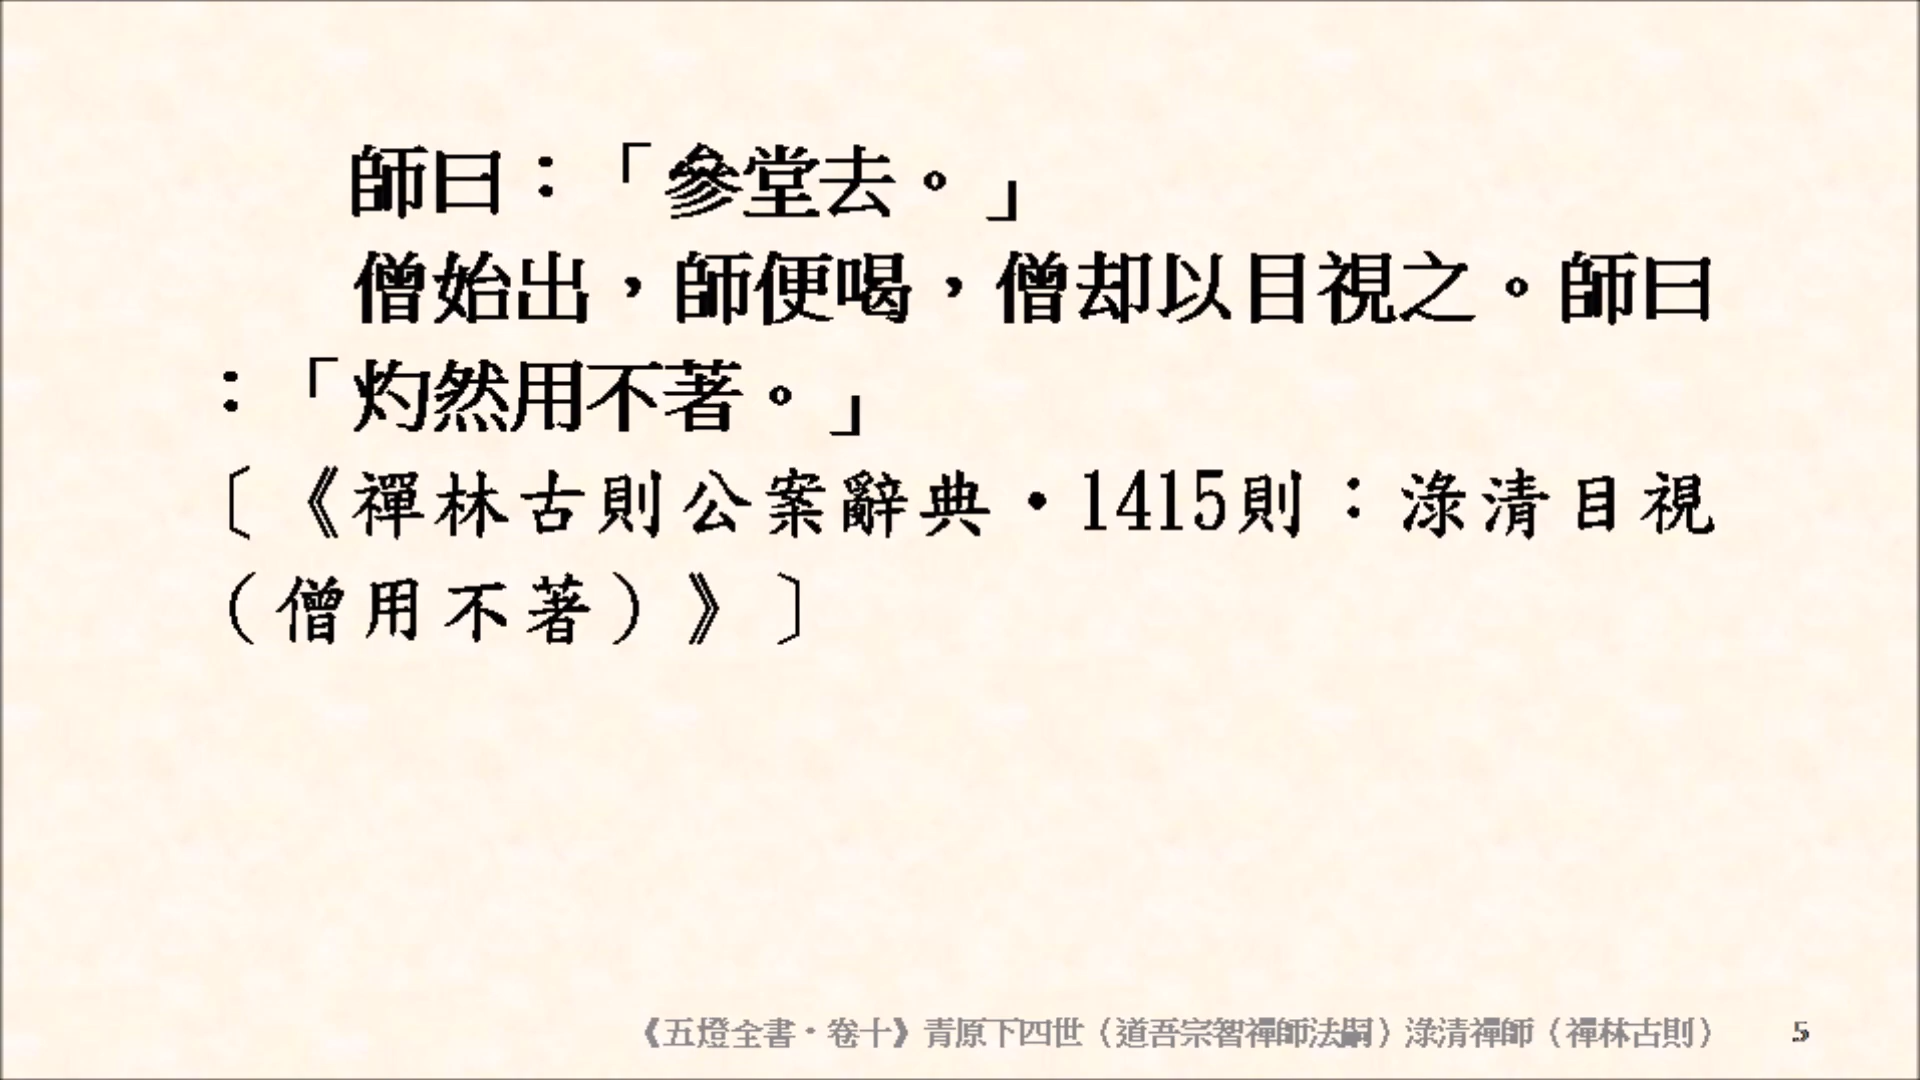 師曰：「參堂去。」
僧始出，師便喝，僧却以目視之。師曰
：「灼然用不著。」
〔《禪林古則公案辭典・1415則：淥清目視
（僧用不著）》〕
《五燈全書・卷十》青原下四世（道吾宗智禪師法嗣）淥清禪師（禪林古則） 5